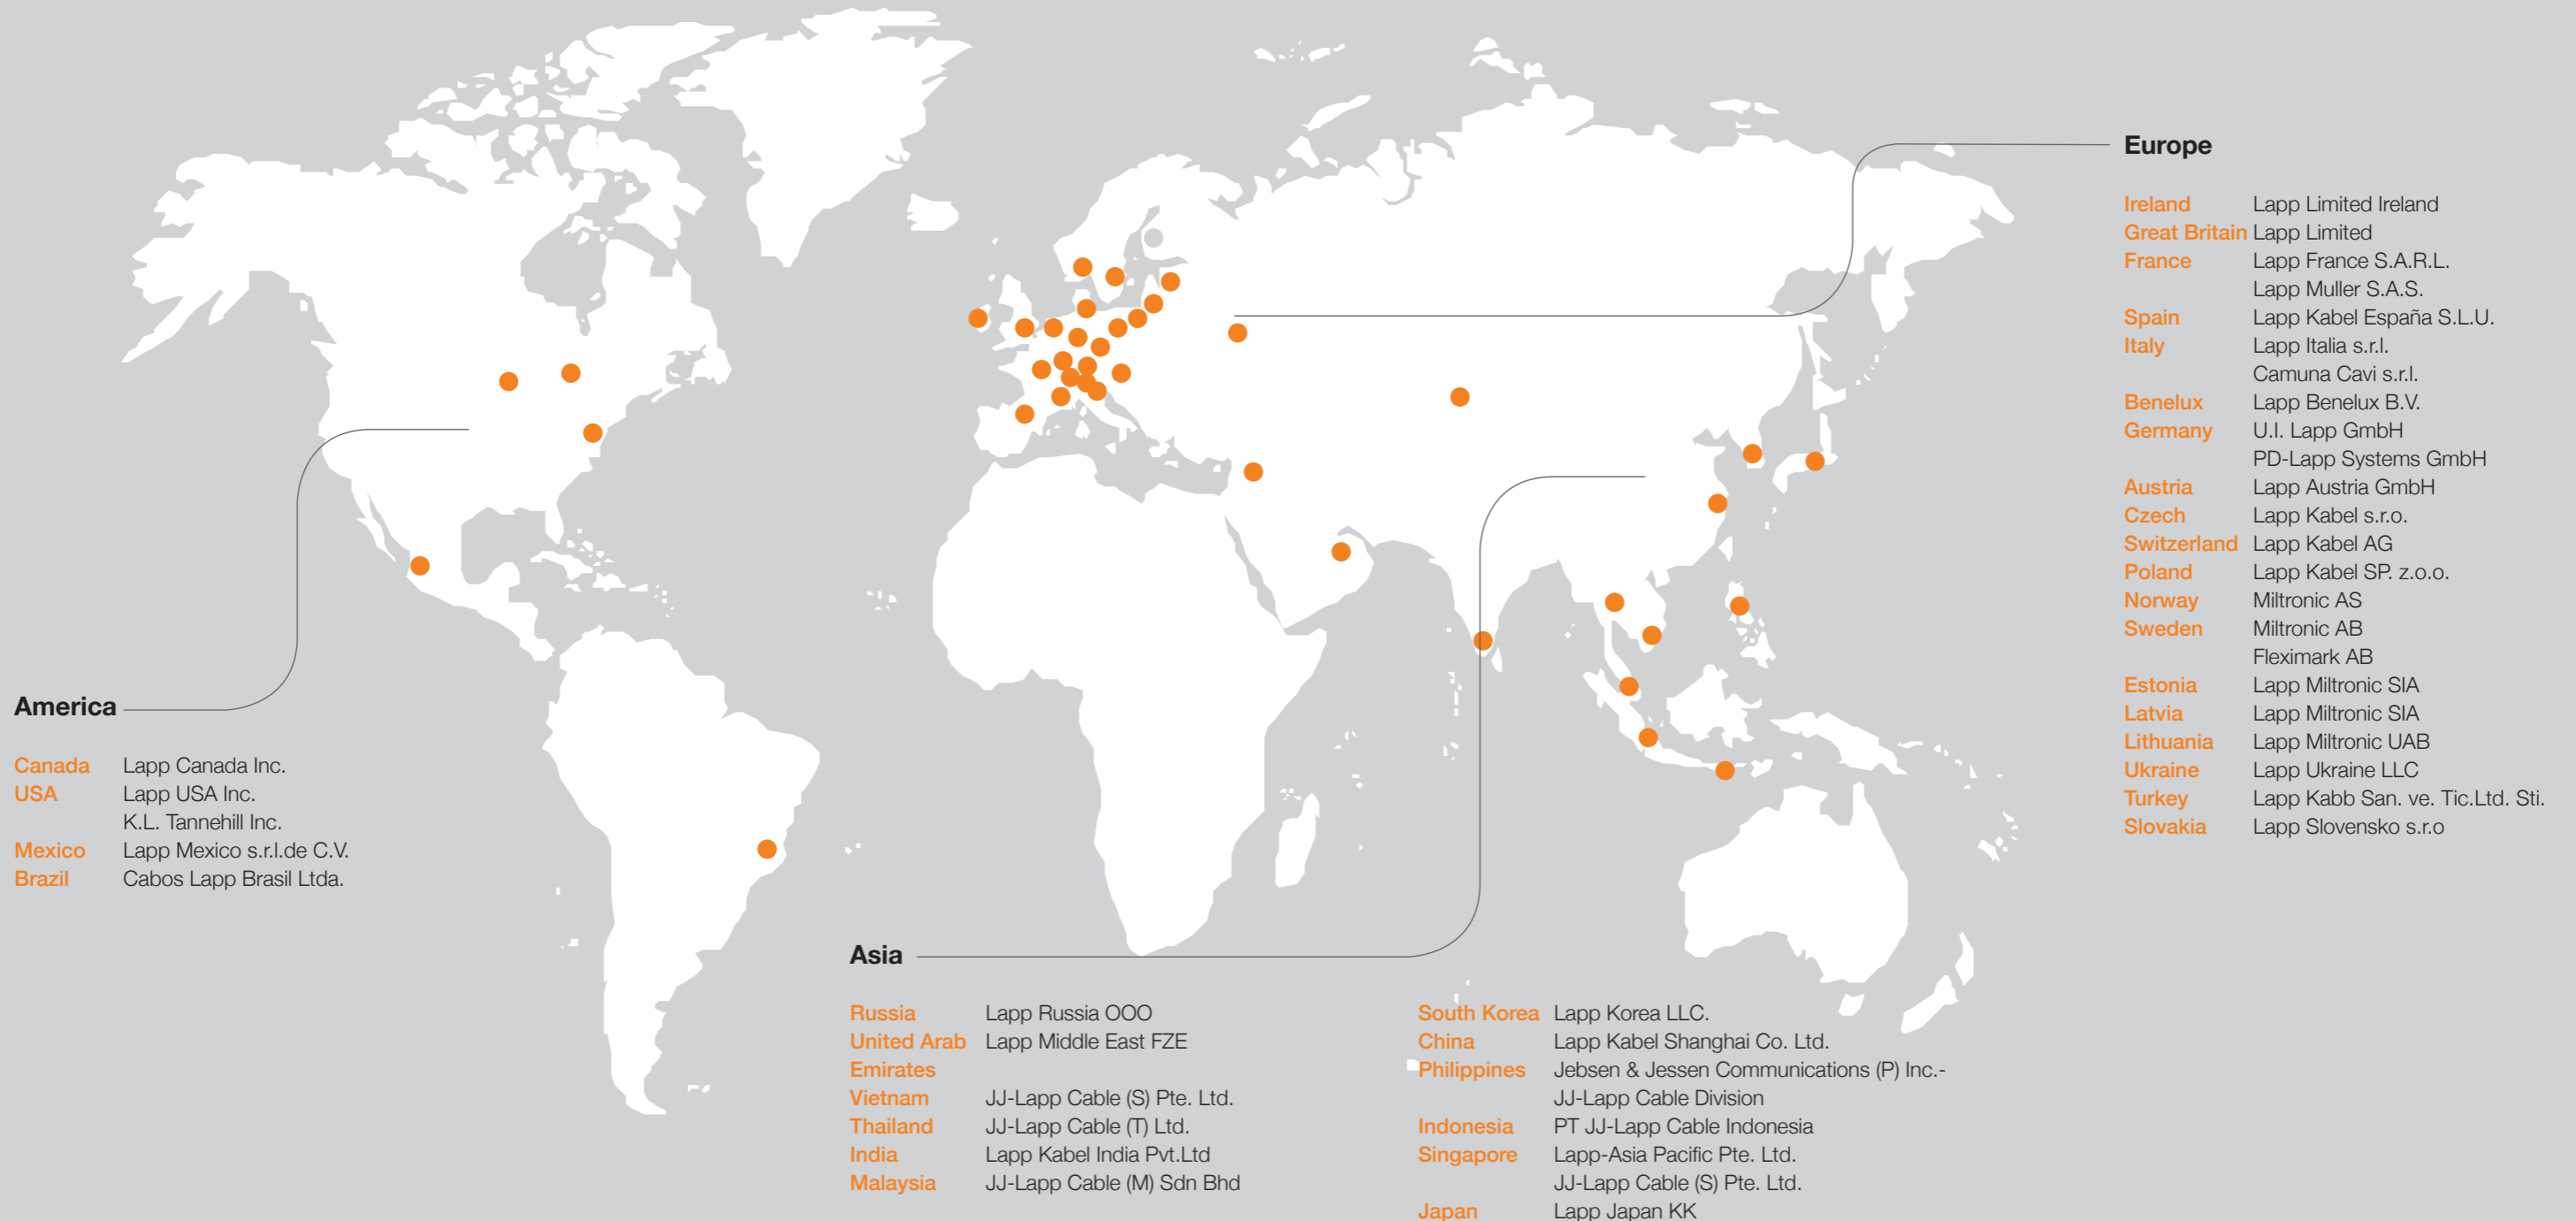 Europe
Ireland Lapp Limited Ireland
Great Britain Lapp Limited
France Lapp France S.A.R.L.
Lapp Muller S.A.S.
Spain Lapp Kabel España S.L.U.
Italy Lapp Italia s.r.l.
Camuna Cavi s.r.l.
Benelux Lapp Benelux B.V.
Germany U.I. Lapp GmbH
PD-Lapp Systems GmbH
Austria Lapp Austria GmbH
Czech Lapp Kabel s.r.o.
Switzerland Lapp Kabel AG
Poland Lapp Kabel SP. z.o.o.
Norway Miltronic AS
Sweden Miltronic AB
Fleximark AB
Estonia Lapp Miltronic SIA
Latvia Lapp Miltronic SIA
Lithuania Lapp Miltronic UAB
Ukraine Lapp Ukraine LLC
Turkey Lapp Kabb San. ve. Tic.Ltd. Sti.
Slovakia Lapp Slovensko s.r.o
America
Canada Lapp Canada Inc.
USA Lapp USA Inc.
K.L. Tannehill Inc.
Mexico Lapp Mexico s.r.l.de C.V.
Brazil Cabos Lapp Brasil Ltda.
Asia
Russia Lapp Russia OOO
United Arab Lapp Middle East FZE
Emirates
Vietnam JJ-Lapp Cable (S) Pte. Ltd.
Thailand JJ-Lapp Cable (T) Ltd.
India Lapp Kabel India Pvt.Ltd
Malaysia JJ-Lapp Cable (M) Sdn Bhd
South Korea Lapp Korea LLC.
China Lapp Kabel Shanghai Co. Ltd.
Philippines Jebsen & Jessen Communications (P) Inc.-
JJ-Lapp Cable Division
Indonesia PT JJ-Lapp Cable Indonesia
Singapore Lapp-Asia Pacific Pte. Ltd.
JJ-Lapp Cable (S) Pte. Ltd.
Japan Lapp Japan KK